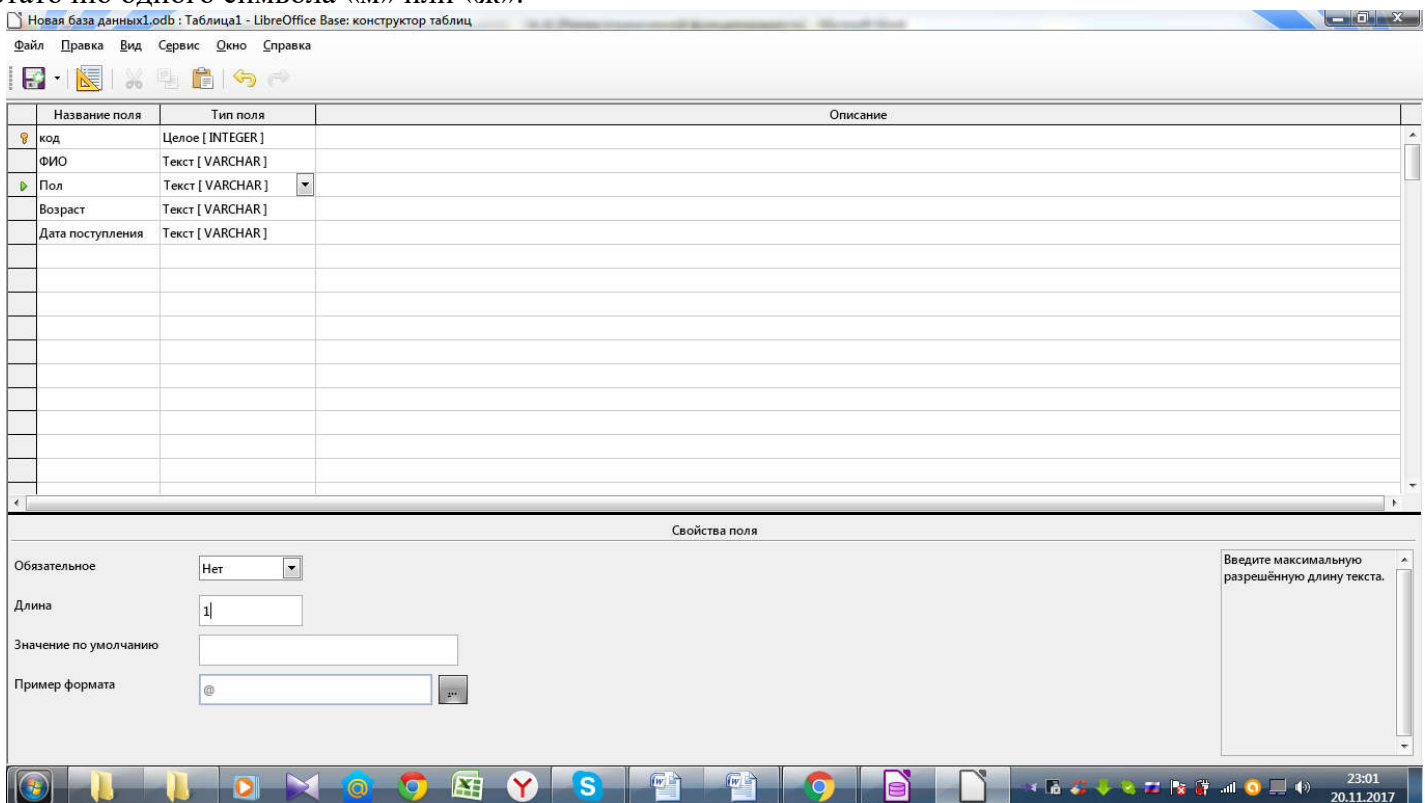 одного символа «м» или «ж».
Новая база данных1.odb : Таблица1 - LibreOffice Base: конструктор таблиц
Файл Правка Вид Сервис Окно Справка
Название поля Тип поля Описание
код Целое [ INTEGER ]
ФИО Текст [ VARCHAR ]
Пол Текст [ VARCHAR ]
Возраст Текст [ VARCHAR ]
Дата поступления Текст [ VARCHAR ]
Свойства поля
Обязательное Нет
Длина 1
Значение по умолчанию
Пример формата @ ...
Введите максимальную
разрешённую длину текста.
23:01
20.11.2017